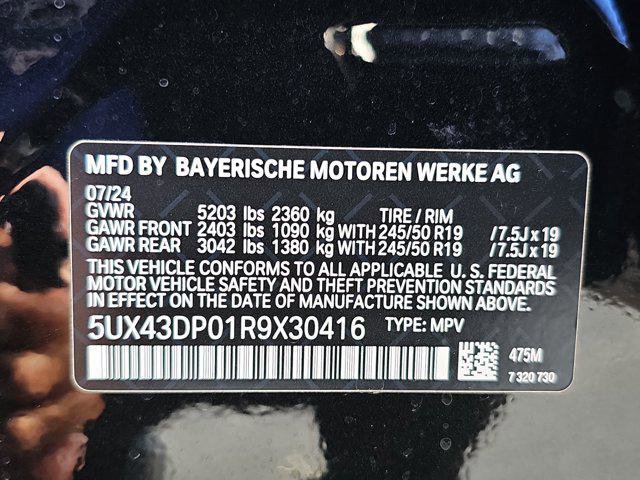 MFD BY BAYERISCHE MOTOREN WERKE AG
07/24
GVWR 5203 lbs 2360 kg TIRE / RIM
GAWR FRONT 2403 lbs 1090 kg WITH 245/50 R19 /7.5J x 19
GAWR REAR 3042 lbs 1380 kg WITH 245/50 R19 /7.5J x 19
THIS VEHICLE CONFORMS TO ALL APPLICABLE U. S. FEDERAL
MOTOR VEHICLE SAFETY AND THEFT PREVENTION STANDARDS
IN EFFECT ON THE DATE OF MANUFACTURE SHOWN ABOVE.
5UX43DP01R9X30416 TYPE: MPV
475M
7 320 730